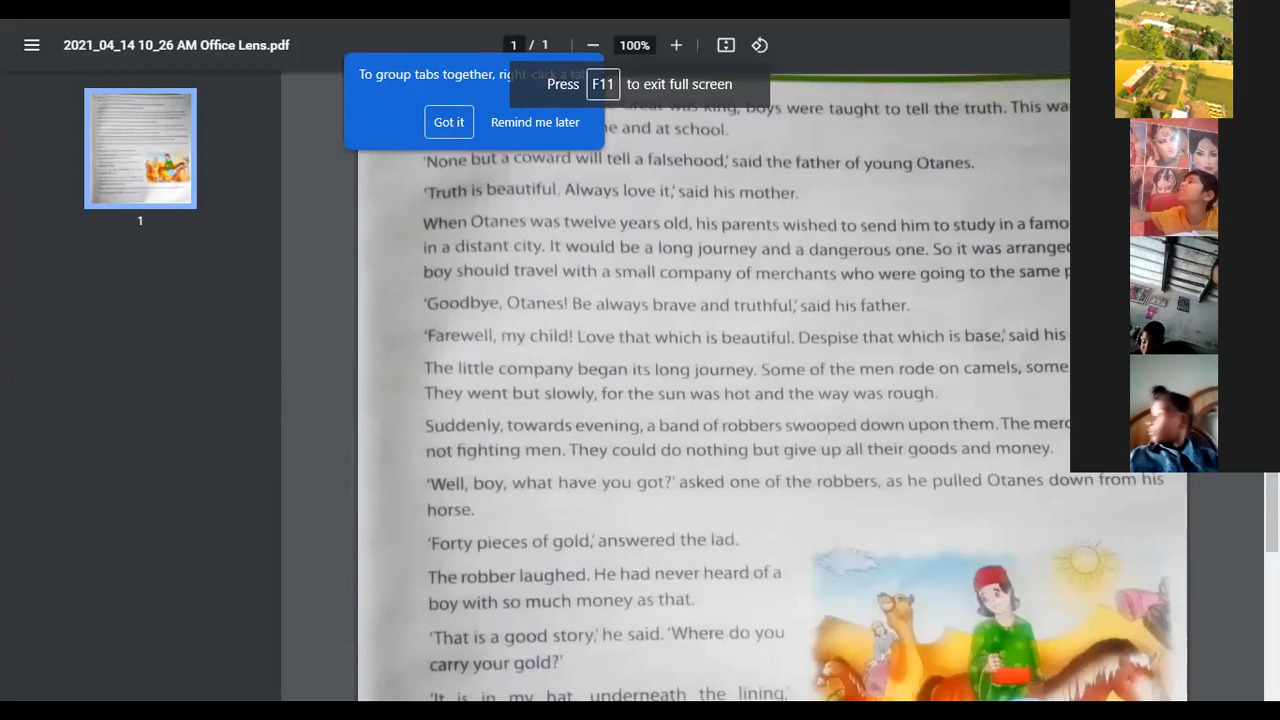 2021_04_14 10_26 AM Office Lens.pdf
1 / 1
100%
To group tabs together, right-click a tab
Press F11 to exit full screen
Got it
Remind me later
1
was king, boys were taught to tell the truth. This
and at school.
‘None but a coward will tell a falsehood,’ said the father of young Otanes.
‘Truth is beautiful. Always love it,’ said his mother.
When Otanes was twelve years old, his parents wished to send him to study in a
in a distant city. It would be a long journey and a dangerous one. So it was arranged
boy should travel with a small company of merchants who were going to the same
‘Goodbye, Otanes! Be always brave and truthful,’ said his father.
‘Farewell, my child! Love that which is beautiful. Despise that which is base,’ said his
The little company began its long journey. Some of the men rode on camels, some
They went but slowly, for the sun was hot and the way was rough.
Suddenly, towards evening, a band of robbers swooped down upon them. The
not fighting men. They could do nothing but give up all their goods and money.
‘Well, boy, what have you got?’ asked one of the robbers, as he pulled Otanes down from his
horse.
‘Forty pieces of gold,’ answered the lad.
The robber laughed. He had never heard of a
boy with so much money as that.
‘That is a good story,’ he said. ‘Where do you
carry your gold?’
‘It is in my hat, underneath the lining,’